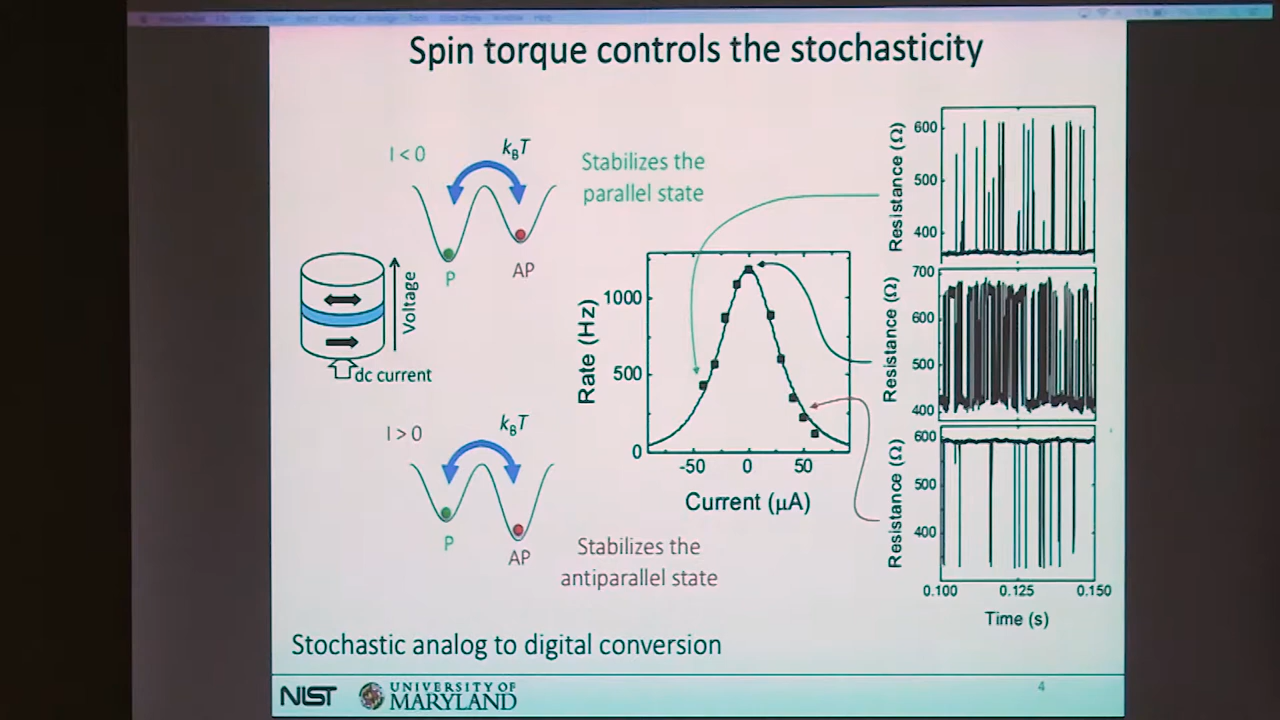 Spin torque controls the stochasticity
I < 0
kBT
Stabilizes the
parallel state
P
AP
Voltage
dc current
I > 0
kBT
P
AP
Stabilizes the
antiparallel state
Rate (Hz)
1000
500
0
-50 0 50
Current (μA)
Resistance (Ω)
600
500
400
Resistance (Ω)
700
600
500
400
Resistance (Ω)
600
500
400
0.100 0.125 0.150
Time (s)
Stochastic analog to digital conversion
NIST
UNIVERSITY OF
MARYLAND
4